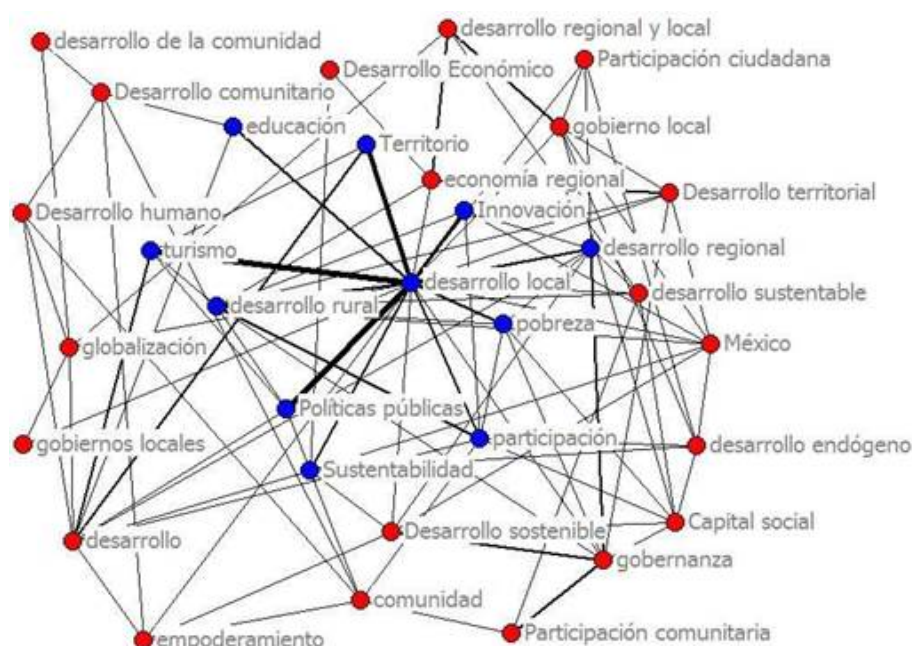 desarrollo regional y local
desarrollo de la comunidad
Participación ciudadana
Desarrollo Económico
Desarrollo comunitario
educación
gobierno local
Territorio
economía regional
Desarrollo territorial
Innovación
Desarrollo humano
turismo
desarrollo regional
desarrollo local
desarrollo sustentable
desarrollo rural
pobreza
México
globalización
Políticas públicas
participación
gobiernos locales
desarrollo endógeno
Sustentabilidad
Capital social
Desarrollo sostenible
desarrollo
gobernanza
comunidad
Participación comunitaria
empoderamiento